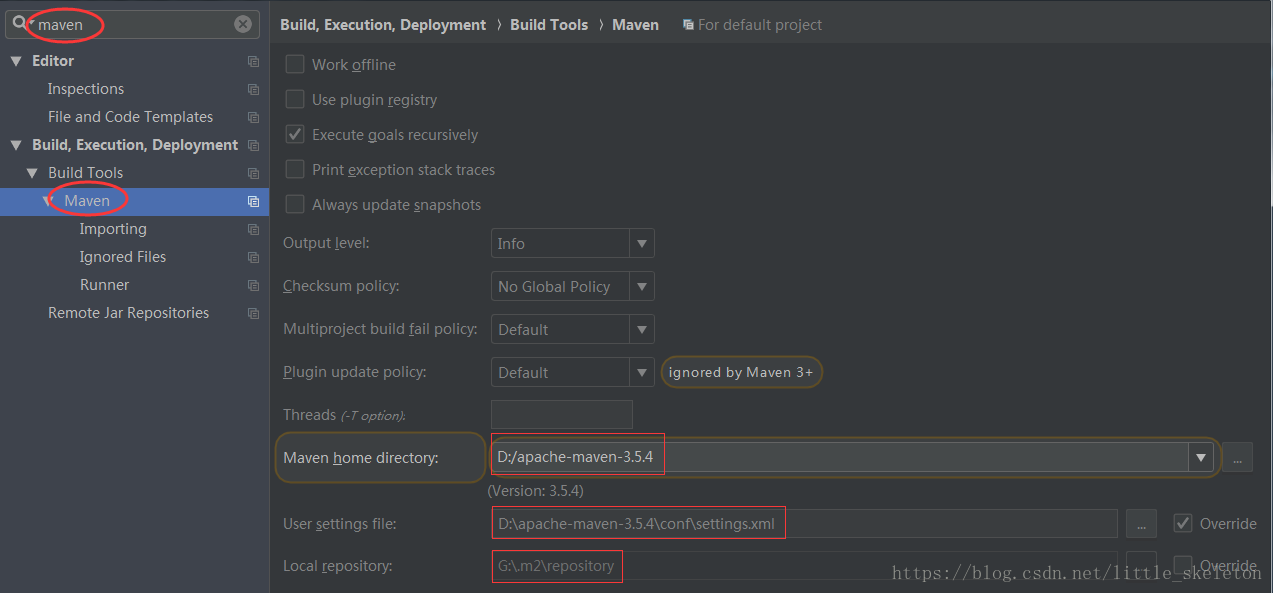 maven
Editor
Inspections
File and Code Templates
Build, Execution, Deployment
Build Tools
Maven
Importing
Ignored Files
Runner
Remote Jar Repositories
Build, Execution, Deployment › Build Tools › Maven For default project
Work offline
Use plugin registry
Execute goals recursively
Print exception stack traces
Always update snapshots
Output level: Info
Checksum policy: No Global Policy
Multiproject build fail policy: Default
Plugin update policy: Default ignored by Maven 3+
Threads (-T option):
Maven home directory: D:/apache-maven-3.5.4 ...
(Version: 3.5.4)
User settings file: D:\apache-maven-3.5.4\conf\settings.xml ... Override
Local repository: G:\.m2\repository Override
https://blog.csdn.net/little_skeleton